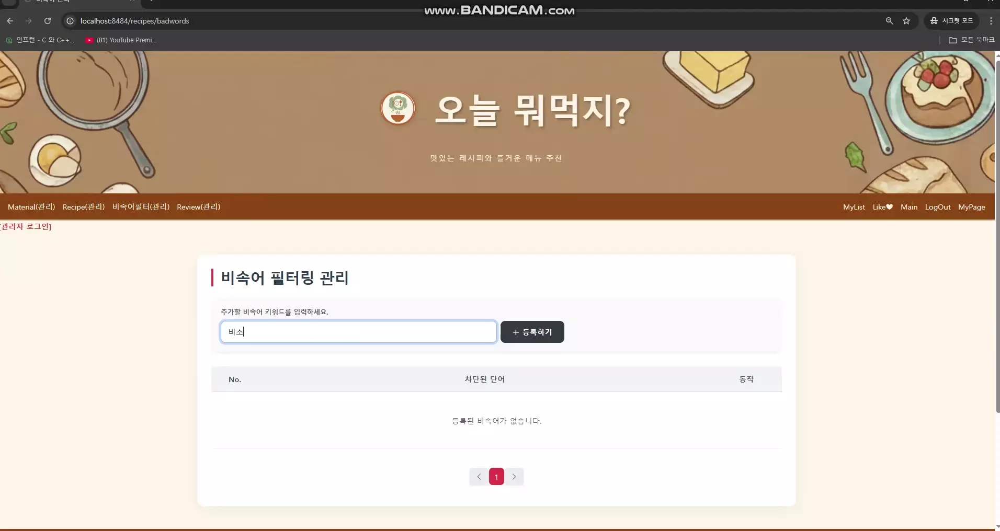 비속어 관리
www.BANDICAM.com
localhost:8484/recipes/badwords
시크릿 모드
인프런 - C 와 C++...
(81) YouTube Premi...
모든 북마크
오늘 뭐먹지?
맛있는 레시피와 즐거운 메뉴 추천
Material(관리) Recipe(관리) 비속어필터(관리) Review(관리)
MyList Like Main LogOut MyPage
[관리자 로그인]
비속어 필터링 관리
추가할 비속어 키워드를 입력하세요.
비소
+ 등록하기
No. 차단된 단어 동작
등록된 비속어가 없습니다.
1